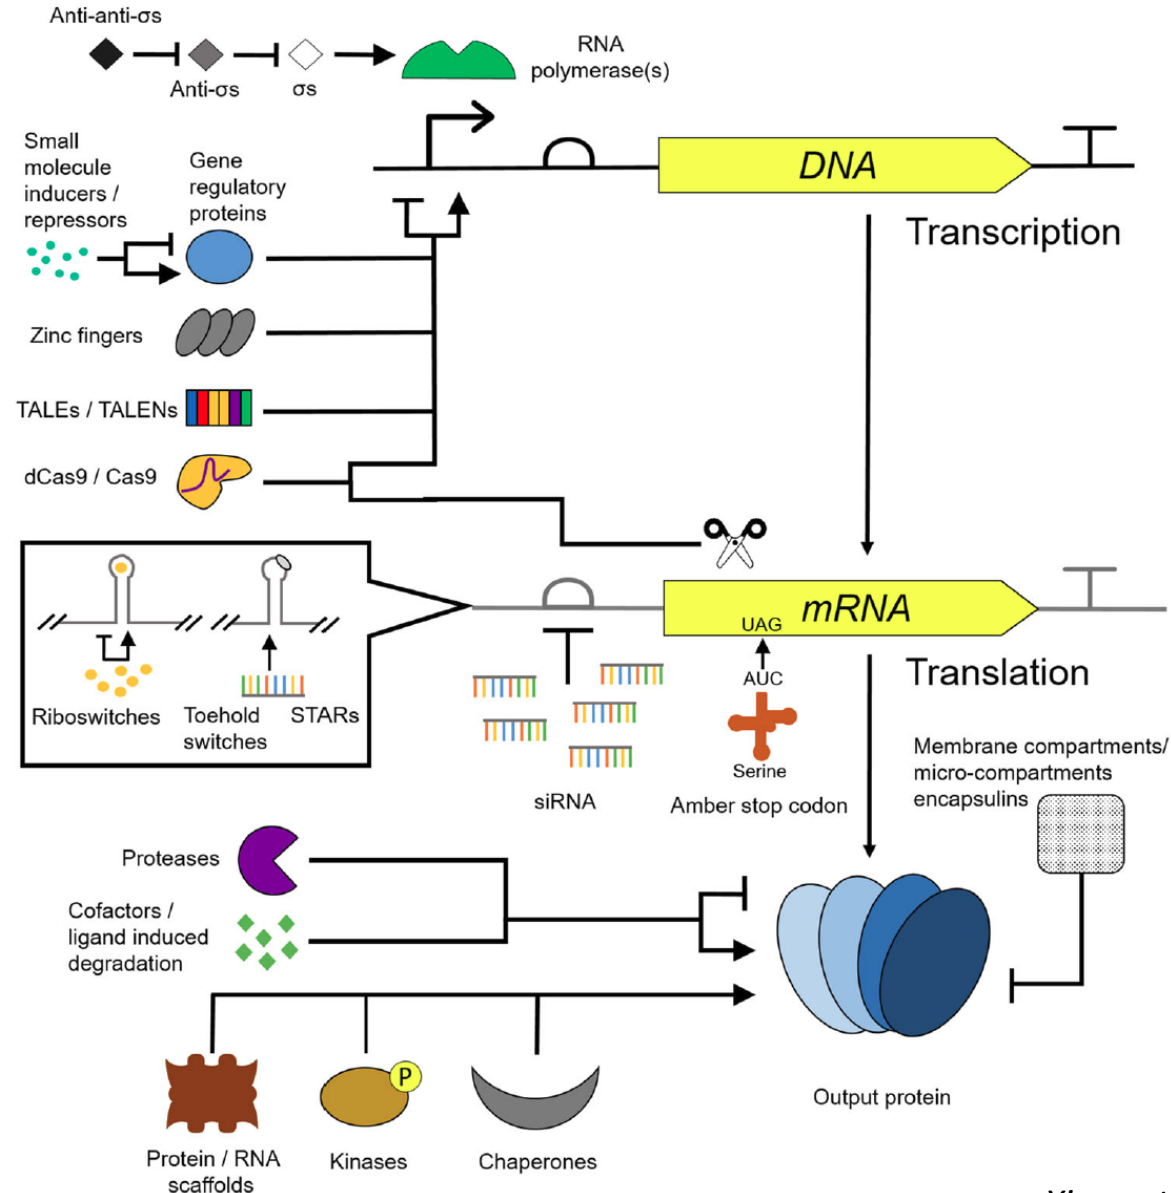 Anti-anti-σs
Anti-σs
σs
RNA
polymerase(s)
Small
molecule
inducers /
repressors
Gene
regulatory
proteins
DNA
Transcription
Zinc fingers
TALEs / TALENs
dCas9 / Cas9
mRNA
UAG
AUC
Serine
Amber stop codon
Translation
Riboswitches
Toehold
switches
STARs
siRNA
Membrane compartments/
micro-compartments
encapsulins
Proteases
Cofactors /
ligand induced
degradation
P
Output protein
Protein / RNA
scaffolds
Kinases
Chaperones